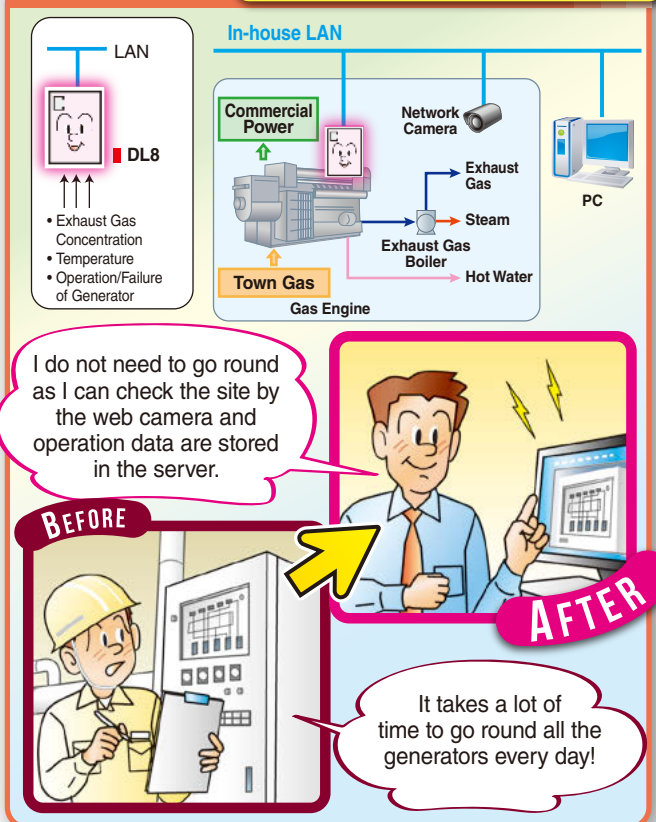 LAN
DL8
• Exhaust Gas
Concentration
• Temperature
• Operation/Failure
of Generator
In-house LAN
Commercial
Power
Network
Camera
PC
Exhaust
Gas
Steam
Exhaust Gas
Boiler
Hot Water
Town Gas
Gas Engine
I do not need to go round
as I can check the site by
the web camera and
operation data are stored
in the server.
BEFORE
AFTER
It takes a lot of
time to go round all the
generators every day!